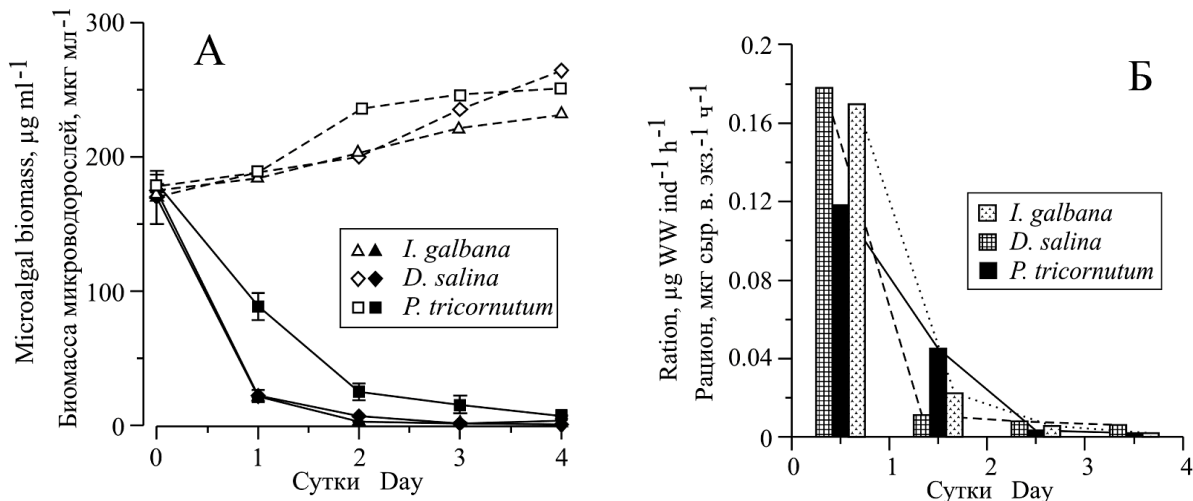 А
Microalgal biomass, µg ml⁻¹
Биомасса микроводорослей, мкг мл⁻¹
300
200
100
0
I. galbana
D. salina
P. tricornutum
0 1 2 3 4
Сутки Day
Б
Ration, µg WW ind⁻¹ h⁻¹
Рацион, мкг сыр. в. экз.⁻¹ ч⁻¹
0.16
0.12
0.08
0.04
0
I. galbana
D. salina
P. tricornutum
0 1 2 3 4
Сутки Day